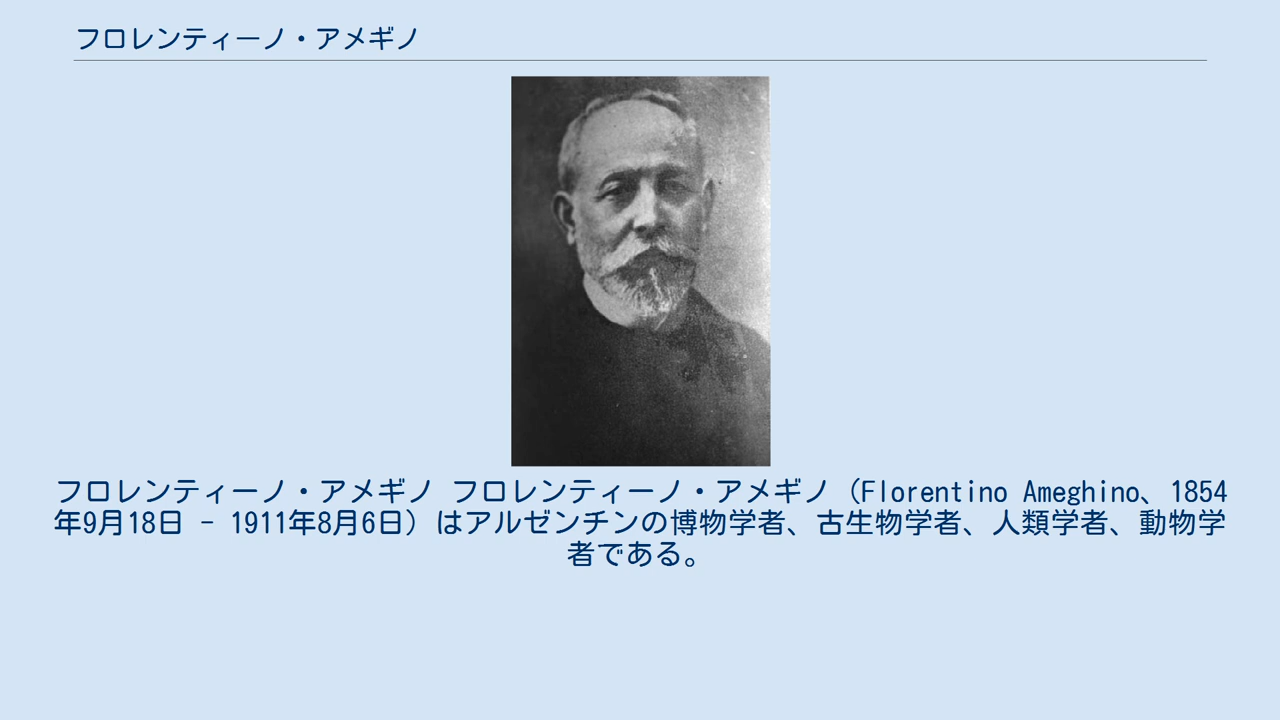 フロレンティーノ・アメギノ
フロレンティーノ・アメギノ フロレンティーノ・アメギノ（Florentino Ameghino、1854
年9月18日 - 1911年8月6日）はアルゼンチンの博物学者、古生物学者、人類学者、動物学
者である。